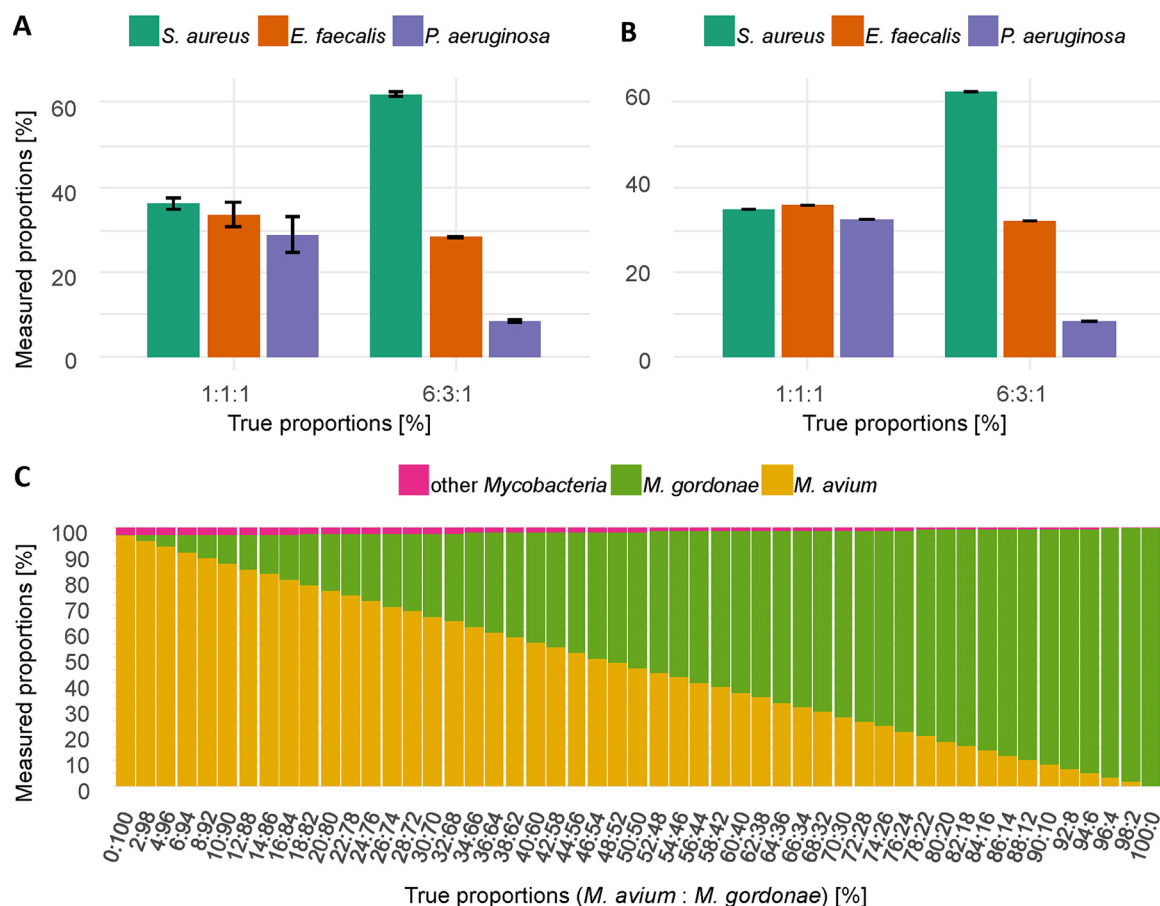 A
S. aureus E. faecalis P. aeruginosa
Measured proportions [%]
60
40
20
0
1:1:1 6:3:1
True proportions [%]
B
S. aureus E. faecalis P. aeruginosa
60
40
20
0
1:1:1 6:3:1
True proportions [%]
C
other Mycobacteria M. gordonae M. avium
Measured proportions [%]
100
90
80
70
60
50
40
30
20
10
0
0:100 2:98 4:96 6:94 8:92 10:90 12:88 14:86 16:84 18:82 20:80 22:78 24:76 26:74 28:72 30:70 32:68 34:66 36:64 38:62 40:60 42:58 44:56 46:54 48:52 50:50 52:48 54:46 56:44 58:42 60:40 62:38 64:36 66:34 68:32 70:30 72:28 74:26 76:24 78:22 80:20 82:18 84:16 86:14 88:12 90:10 92:8 94:6 96:4 98:2 100:0
True proportions (M. avium : M. gordonae) [%]